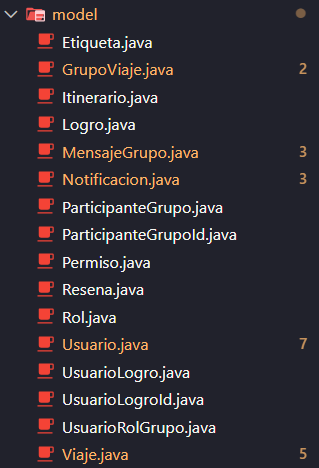 model
Etiqueta.java
GrupoViaje.java 2
Itinerario.java
Logro.java
MensajeGrupo.java 3
Notificacion.java 3
ParticipanteGrupo.java
ParticipanteGrupoId.java
Permiso.java
Resena.java
Rol.java
Usuario.java 7
UsuarioLogro.java
UsuarioLogroId.java
UsuarioRolGrupo.java
Viaje.java 5